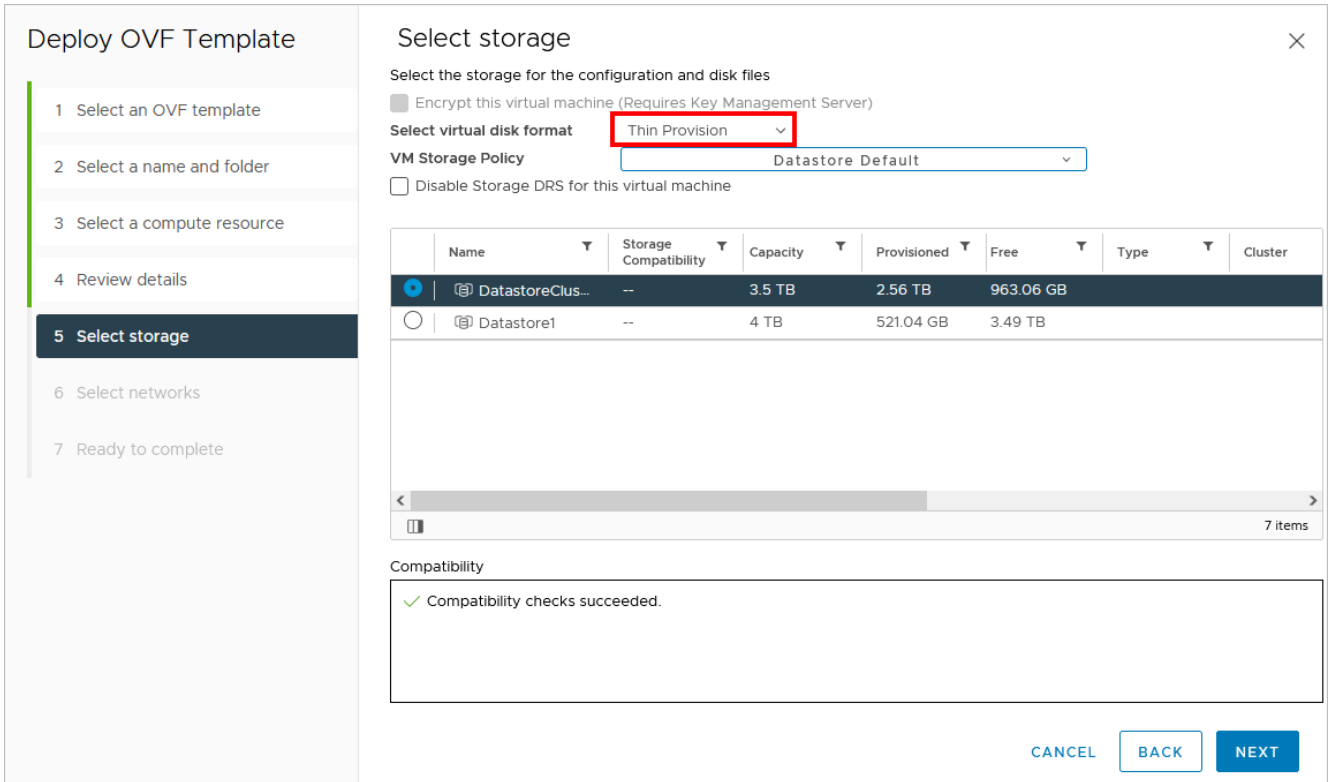 Deploy OVF Template
1 Select an OVF template
2 Select a name and folder
3 Select a compute resource
4 Review details
5 Select storage
6 Select networks
7 Ready to complete
Select storage
Select the storage for the configuration and disk files
Encrypt this virtual machine (Requires Key Management Server)
Select virtual disk format Thin Provision
VM Storage Policy Datastore Default
Disable Storage DRS for this virtual machine
Name Storage Compatibility Capacity Provisioned Free Type Cluster
DatastoreClus... -- 3.5 TB 2.56 TB 963.06 GB
Datastore1 -- 4 TB 521.04 GB 3.49 TB
7 items
Compatibility
Compatibility checks succeeded.
CANCEL BACK NEXT